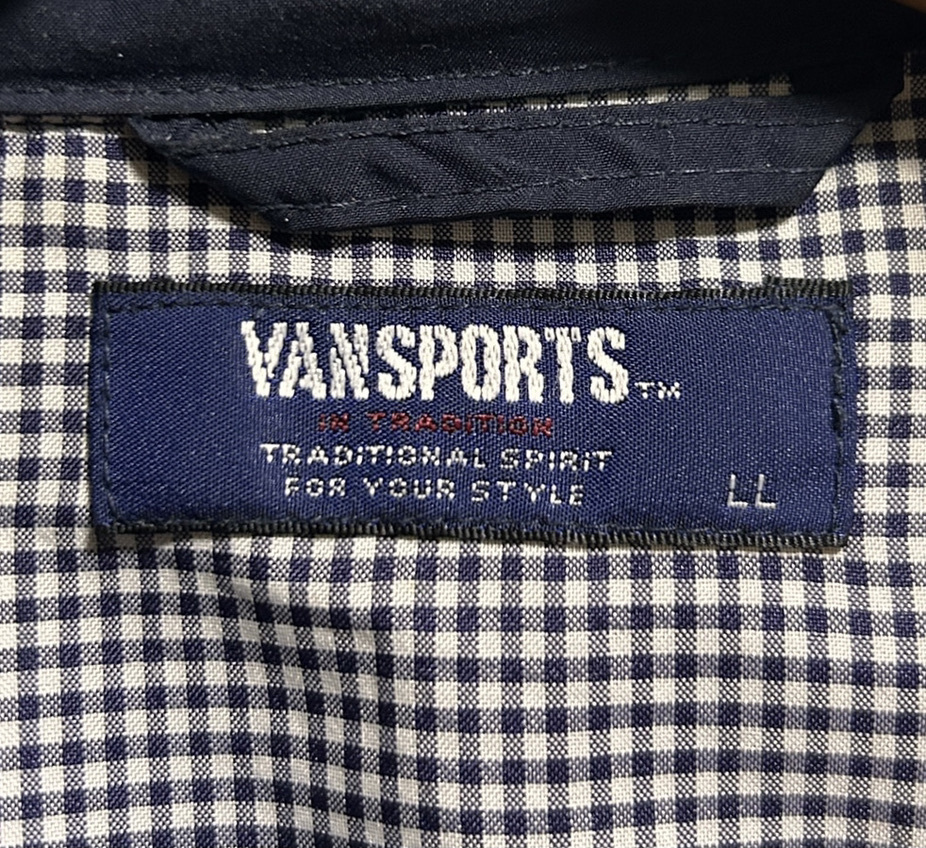 VANSPORTS™
IN TRADITION
TRADITIONAL SPIRIT
FOR YOUR STYLE
LL